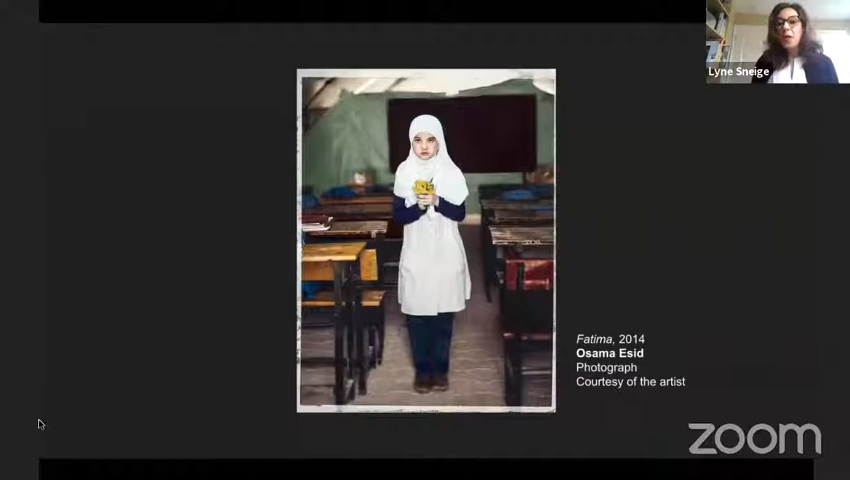 Lyne Sneige
Fatima, 2014
Osama Esid
Photograph
Courtesy of the artist
zoom